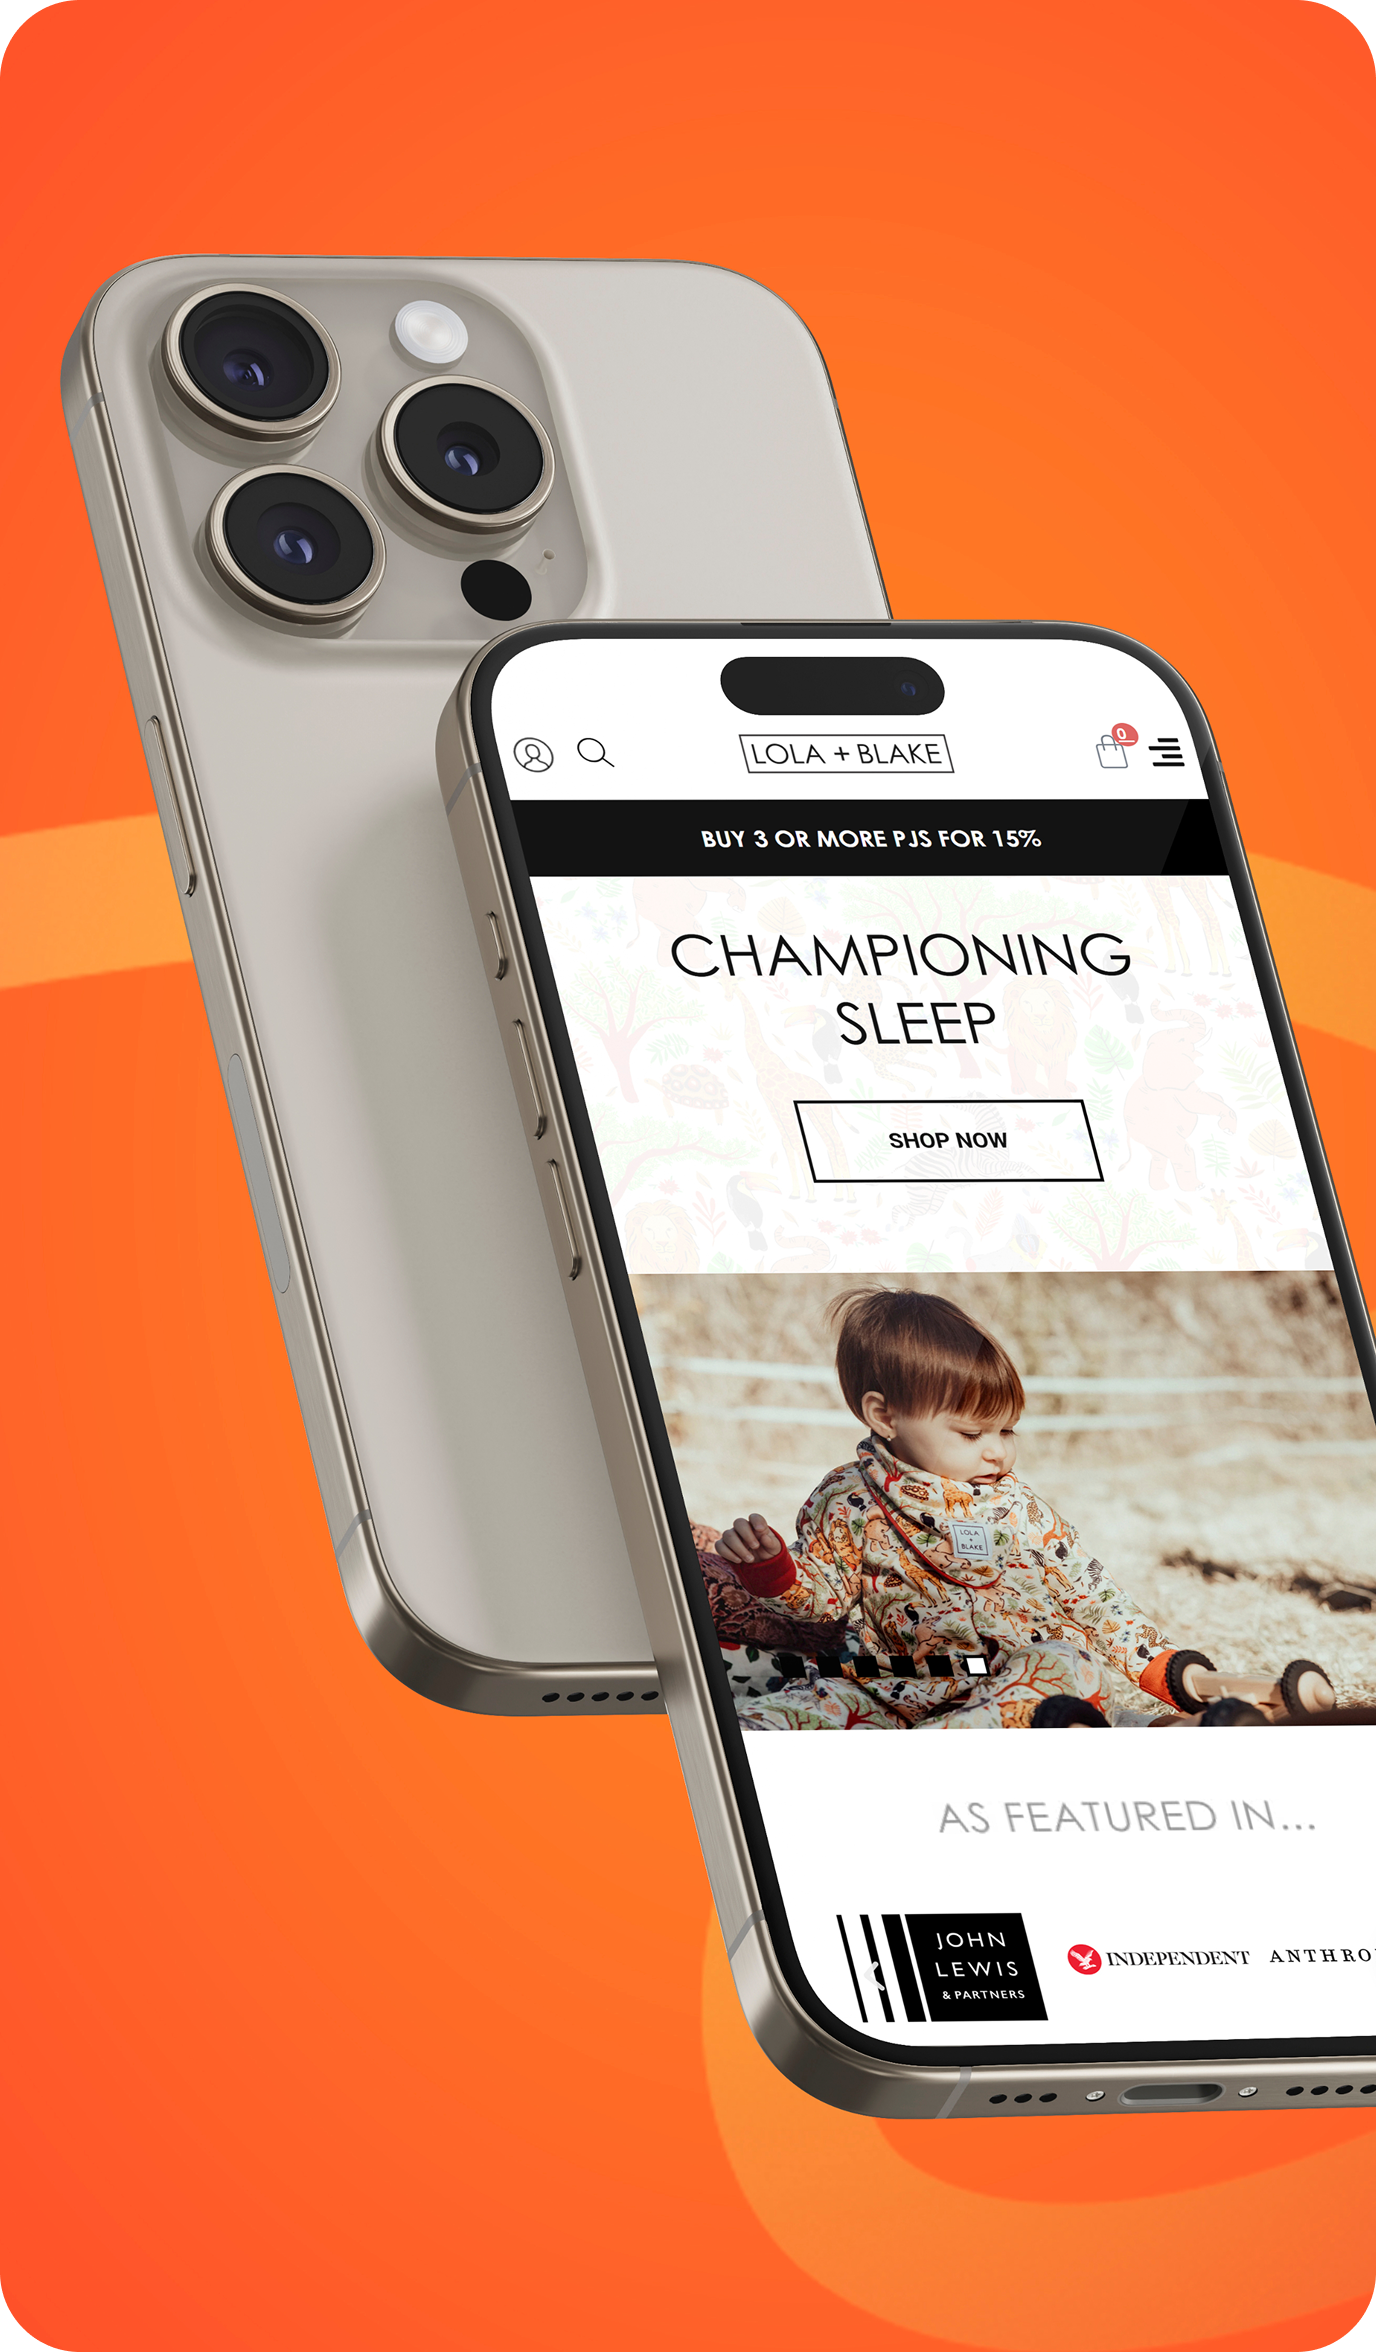 0
LOLA + BLAKE
BUY 3 OR MORE PJS FOR 15%
CHAMPIONING
SLEEP
SHOP NOW
LOLA
+
BLAKE
AS FEATURED IN...
JOHN
LEWIS
& PARTNERS
INDEPENDENT
ANTHRO